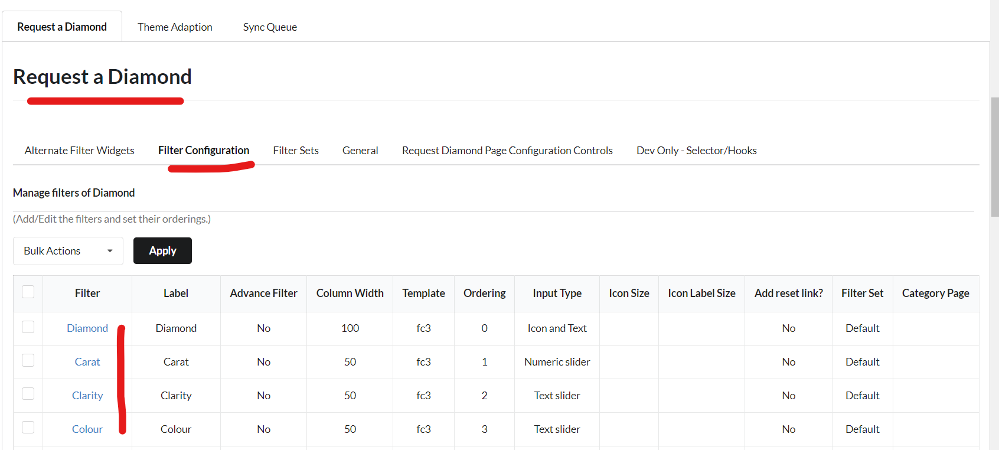 Request a Diamond Theme Adaption Sync Queue
Request a Diamond
Alternate Filter Widgets Filter Configuration Filter Sets General Request Diamond Page Configuration Controls Dev Only - Selector/Hooks
Manage filters of Diamond
(Add/Edit the filters and set their orderings.)
Bulk Actions Apply
Filter Label Advance Filter Column Width Template Ordering Input Type Icon Size Icon Label Size Add reset link? Filter Set Category Page
Diamond Diamond No 100 fc3 0 Icon and Text No Default
Carat Carat No 50 fc3 1 Numeric slider No Default
Clarity Clarity No 50 fc3 2 Text slider No Default
Colour Colour No 50 fc3 3 Text slider No Default